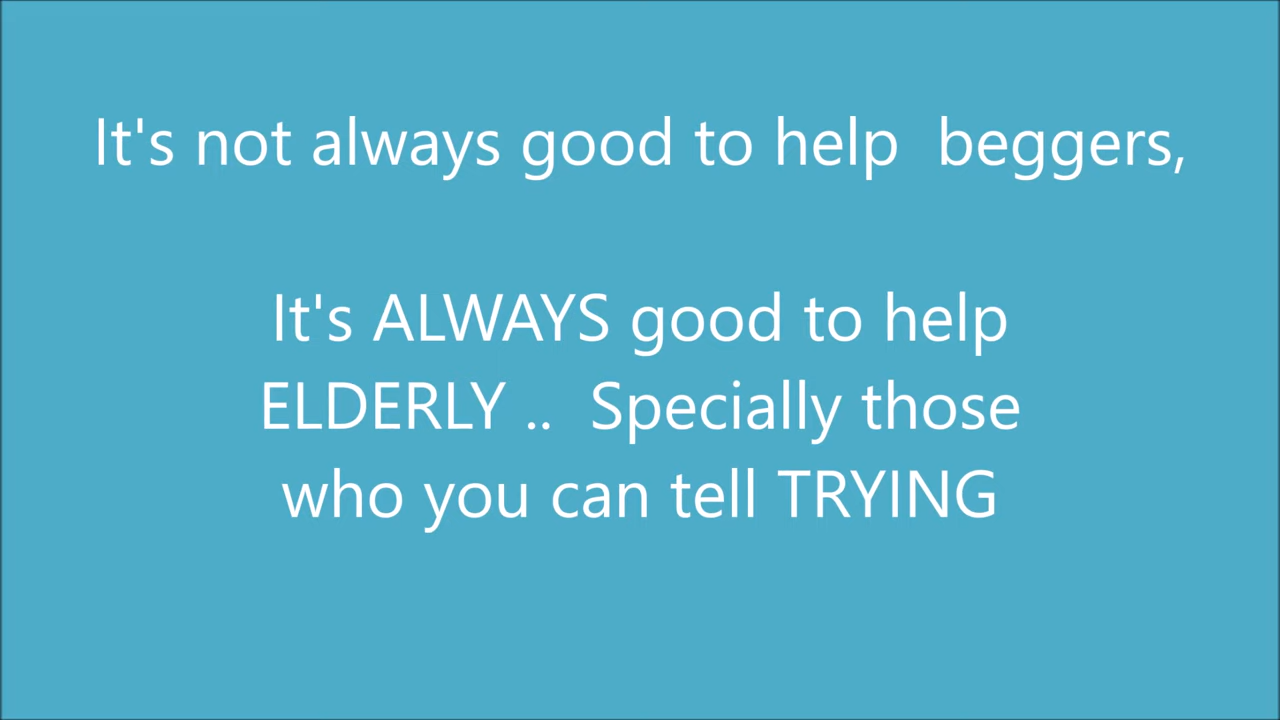 It's not always good to help  beggers,
It's ALWAYS good to help
ELDERLY ..  Specially those
who you can tell TRYING